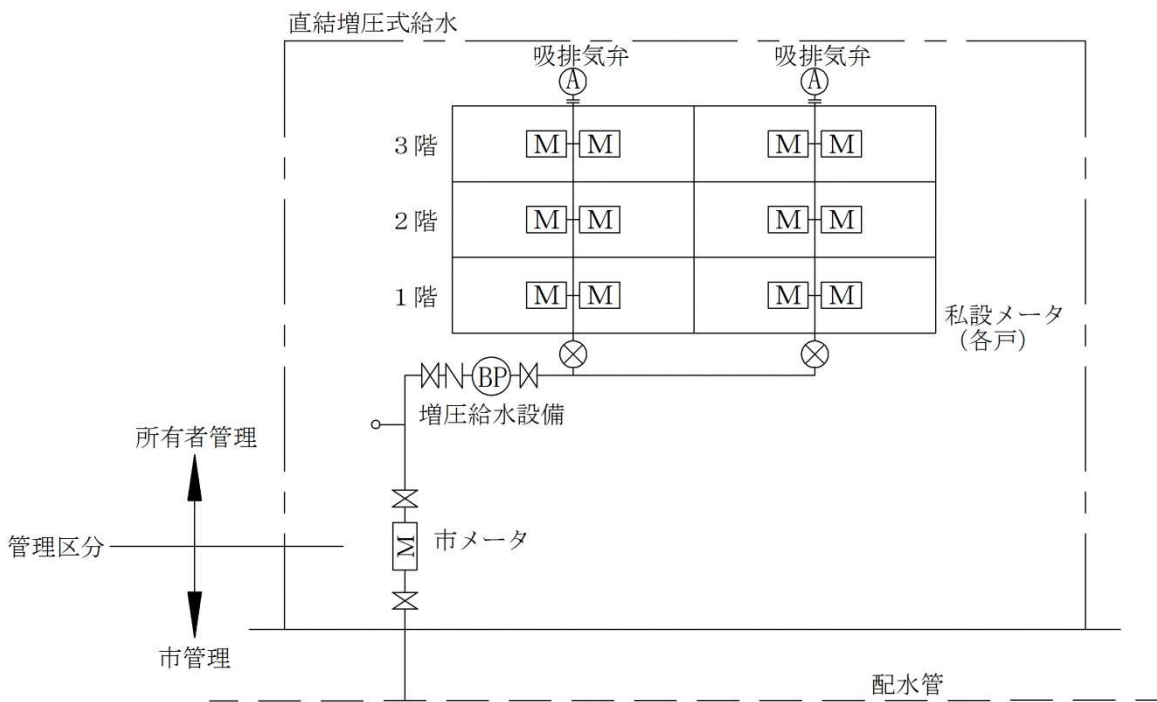 直結増圧式給水
吸排気弁 吸排気弁
A A
3階 M M M M
2階 M M M M
1階 M M M M
私設メータ
(各戸)
BP
増圧給水設備
所有者管理
管理区分
M 市メータ
市管理
配水管